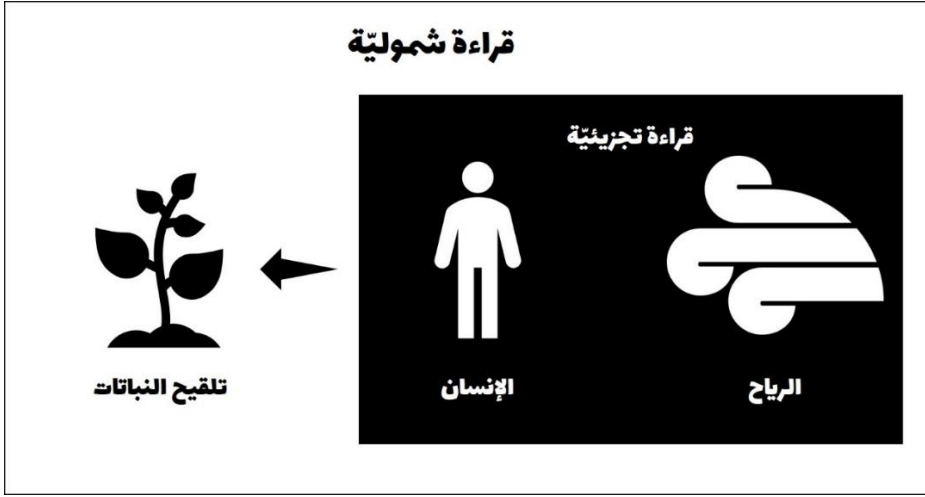 قراءة شموليّة
قراءة تجزيئيّة
الرياح
الإنسان
تلقيح النباتات